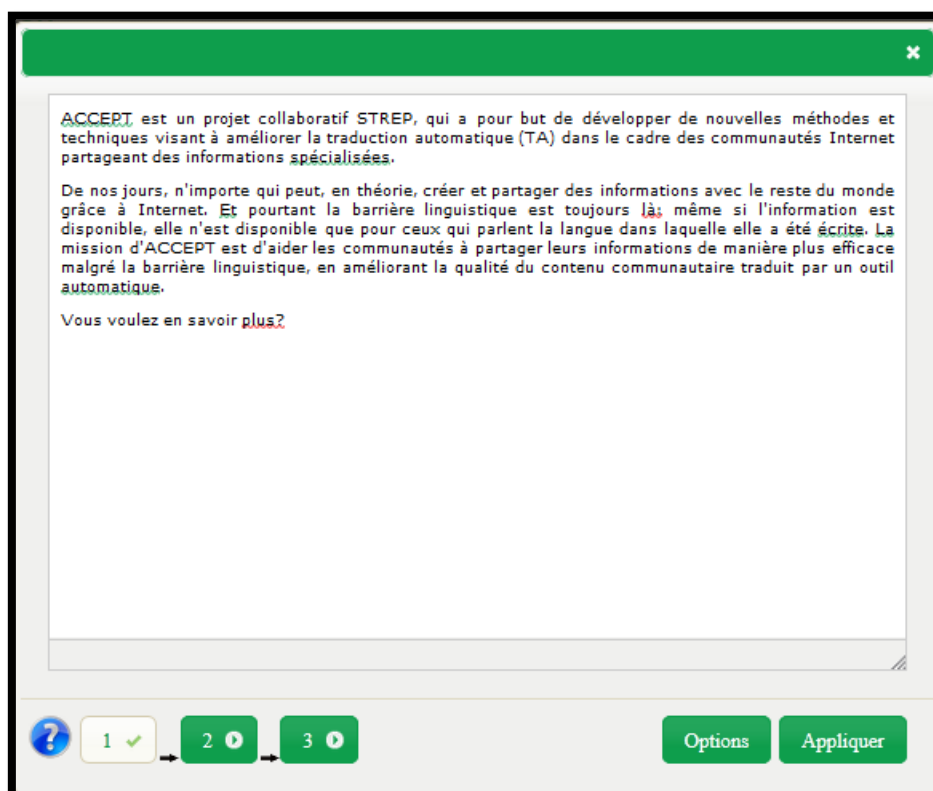 ACCEPT est un projet collaboratif STREP, qui a pour but de développer de nouvelles méthodes et
techniques visant à améliorer la traduction automatique (TA) dans le cadre des communautés Internet
partageant des informations spécialisées.
De nos jours, n'importe qui peut, en théorie, créer et partager des informations avec le reste du monde
grâce à Internet. Et pourtant la barrière linguistique est toujours là; même si l'information est
disponible, elle n'est disponible que pour ceux qui parlent la langue dans laquelle elle a été écrite. La
mission d'ACCEPT est d'aider les communautés à partager leurs informations de manière plus efficace
malgré la barrière linguistique, en améliorant la qualité du contenu communautaire traduit par un outil
automatique.
Vous voulez en savoir plus?
1 2 3 Options Appliquer